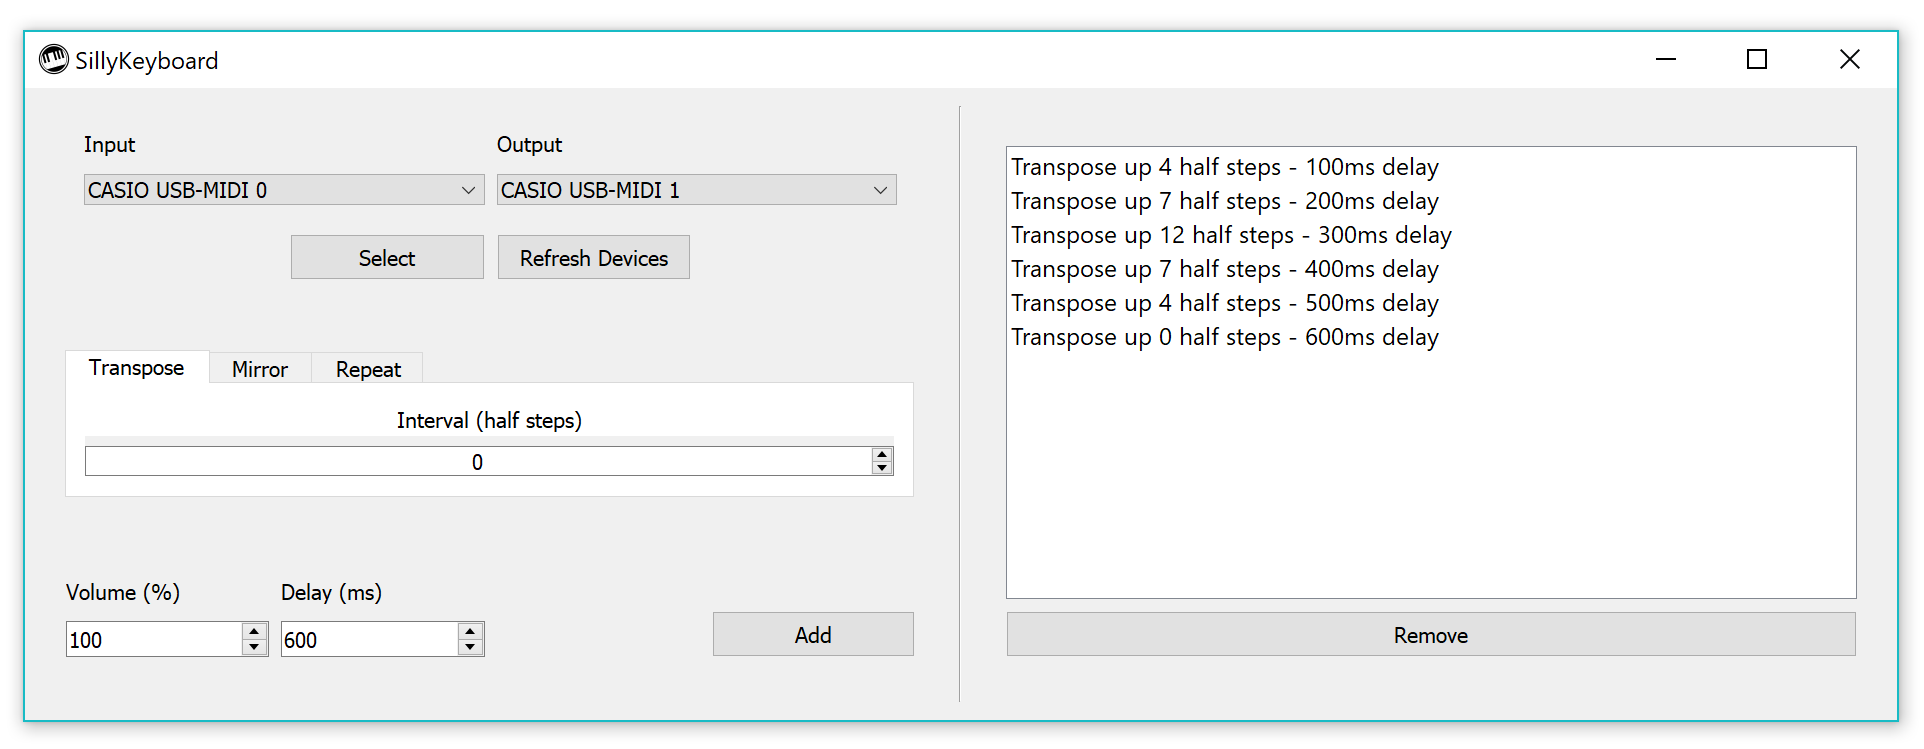 SillyKeyboard
Input
Output
CASIO USB-MIDI 0
CASIO USB-MIDI 1
Select
Refresh Devices
Transpose
Mirror
Repeat
Interval (half steps)
0
Volume (%)
Delay (ms)
100
600
Add
Transpose up 4 half steps - 100ms delay
Transpose up 7 half steps - 200ms delay
Transpose up 12 half steps - 300ms delay
Transpose up 7 half steps - 400ms delay
Transpose up 4 half steps - 500ms delay
Transpose up 0 half steps - 600ms delay
Remove